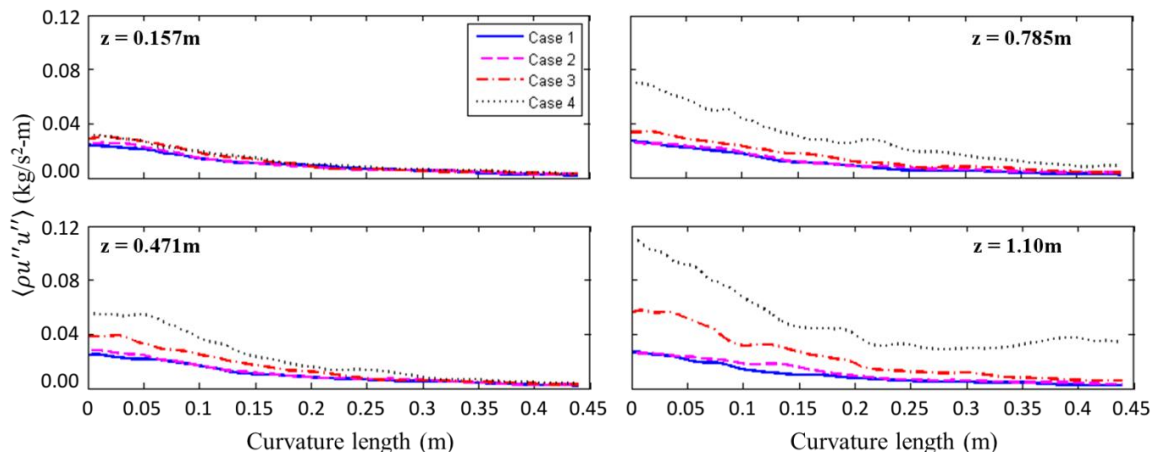 ⟨ρu''u''⟩ (kg/s²-m)
0.12
0.08
0.04
0.00
z = 0.157m
Case 1
Case 2
Case 3
Case 4
z = 0.785m
0.12
0.08
0.04
0.00
z = 0.471m
0 0.05 0.1 0.15 0.2 0.25 0.3 0.35 0.4 0.45
Curvature length (m)
z = 1.10m
0 0.05 0.1 0.15 0.2 0.25 0.3 0.35 0.4 0.45
Curvature length (m)